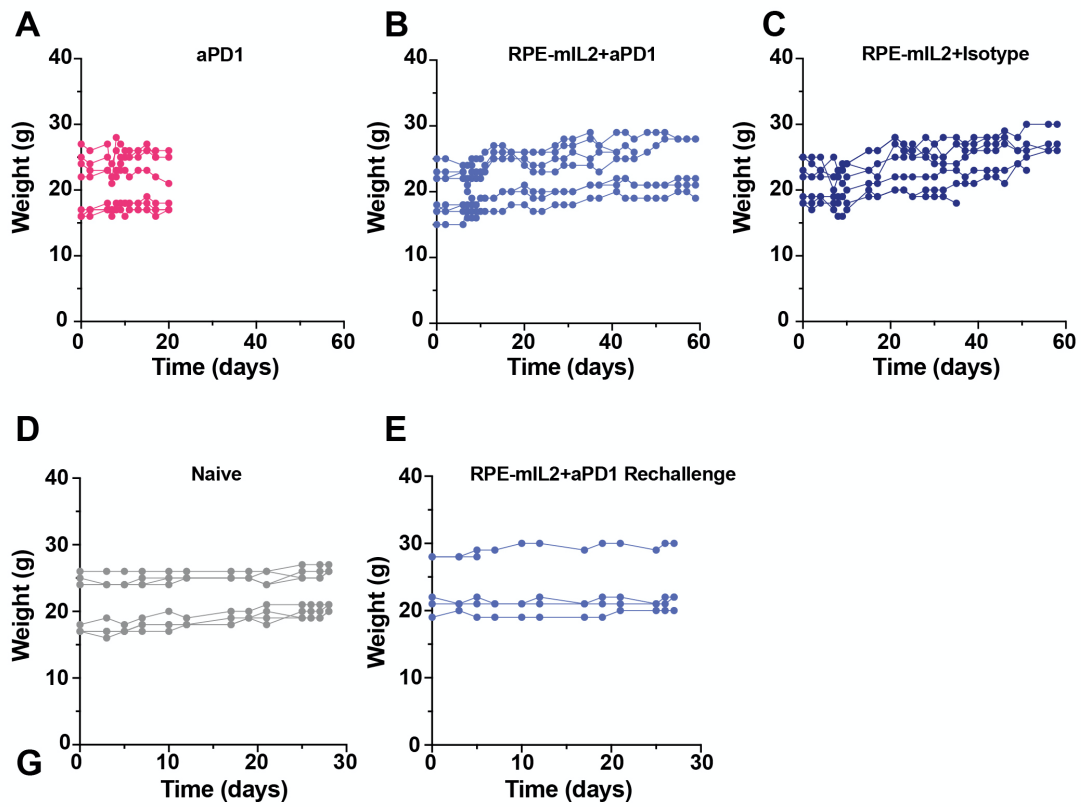 A B C
aPD1 RPE-mIL2+aPD1 RPE-mIL2+Isotype
40 40 40
30 30 30
20 20 20
10 10 10
0 0 0
Weight (g) Weight (g) Weight (g)
0 20 40 60 0 20 40 60 0 20 40 60
Time (days) Time (days) Time (days)
D E
Naive RPE-mIL2+aPD1 Rechallenge
40 40
30 30
20 20
10 10
0 0
Weight (g) Weight (g)
0 10 20 30 0 10 20 30
G
Time (days) Time (days)